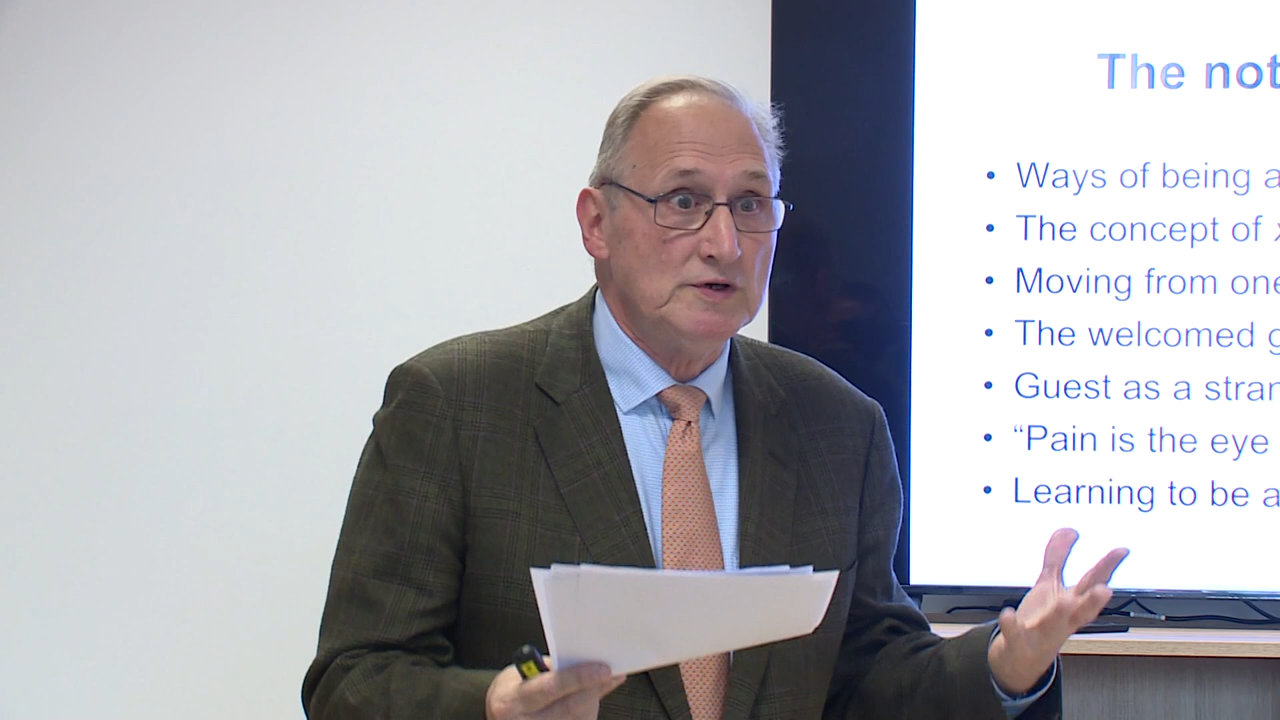 The not
• Ways of being a
• The concept of x
• Moving from one
• The welcomed g
• Guest as a stran
• “Pain is the eye
• Learning to be a